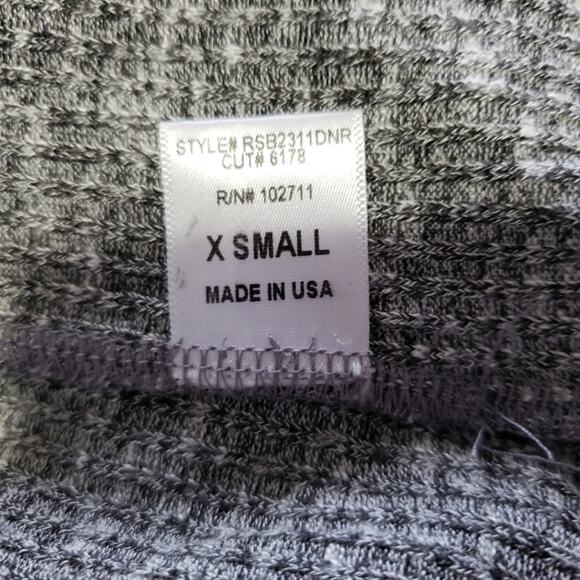 STYLE# RSB2311DNR
CUT# 6178
R/N# 102711
X SMALL
MADE IN USA